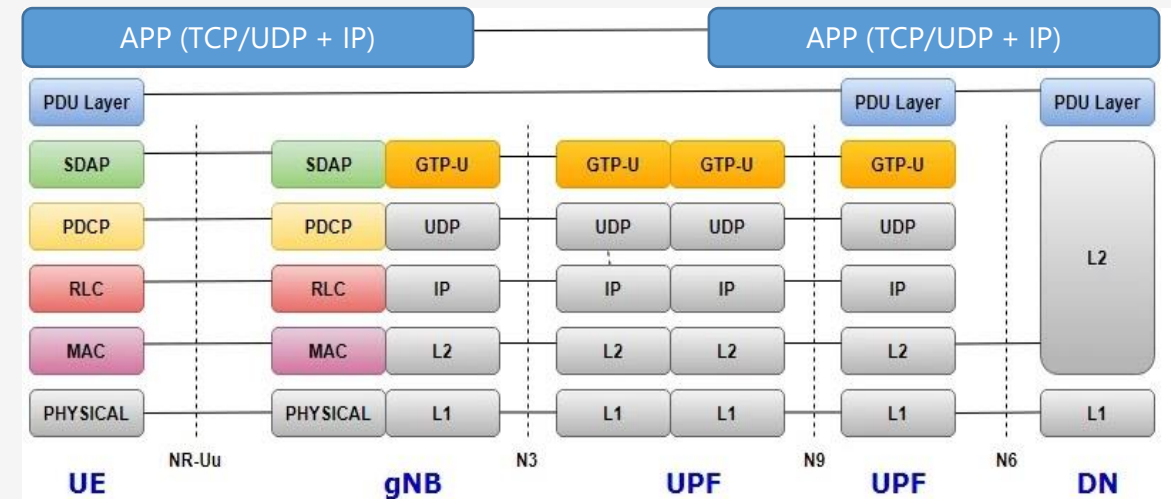 APP (TCP/UDP + IP) APP (TCP/UDP + IP)
PDU Layer PDU Layer PDU Layer
SDAP SDAP GTP-U GTP-U GTP-U GTP-U
PDCP PDCP UDP UDP UDP UDP
L2
RLC RLC IP IP IP IP
MAC MAC L2 L2 L2 L2
PHYSICAL PHYSICAL L1 L1 L1 L1 L1
NR-Uu N3 N9 N6
UE gNB UPF UPF DN